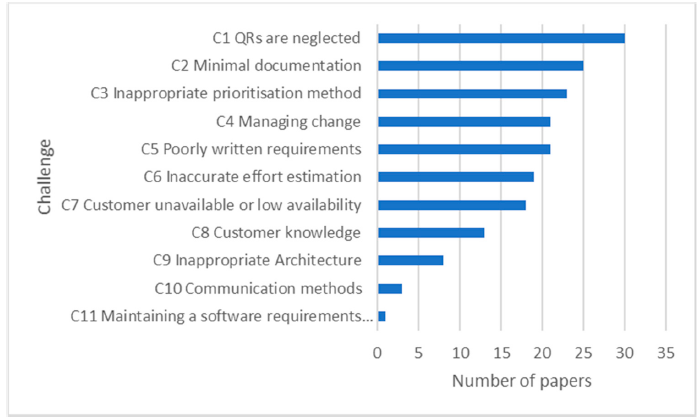 C1 QRs are neglected
C2 Minimal documentation
C3 Inappropriate prioritisation method
C4 Managing change
C5 Poorly written requirements
C6 Inaccurate effort estimation
C7 Customer unavailable or low availability
C8 Customer knowledge
C9 Inappropriate Architecture
C10 Communication methods
C11 Maintaining a software requirements...
Challenge
0 5 10 15 20 25 30 35
Number of papers